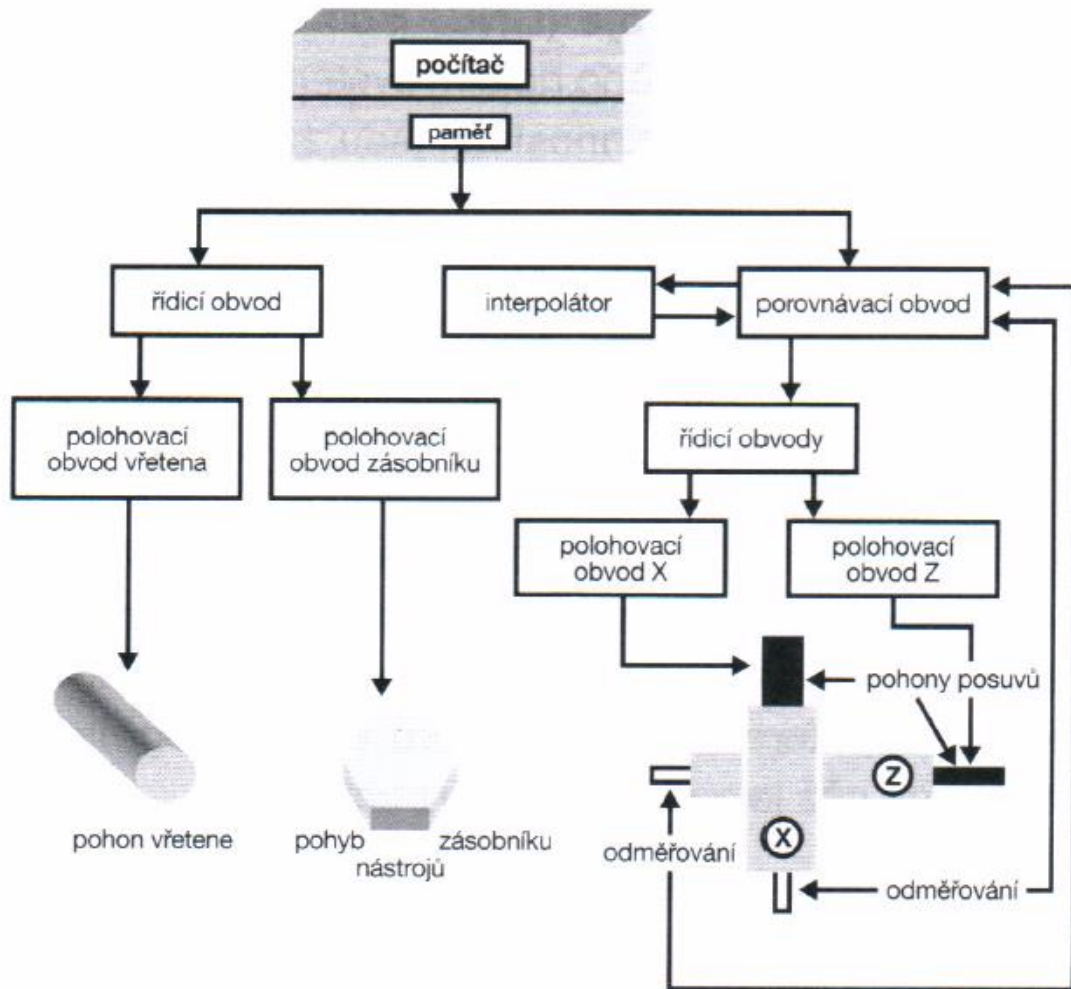 počítač
paměť
řídicí obvod
interpolátor
porovnávací obvod
polohovací
obvod vřetena
polohovací
obvod zásobníku
řídicí obvody
polohovací
obvod X
polohovací
obvod Z
pohony posuvů
Z
X
pohon vřetene
pohyb zásobníku
nástrojů
odměřování
odměřování